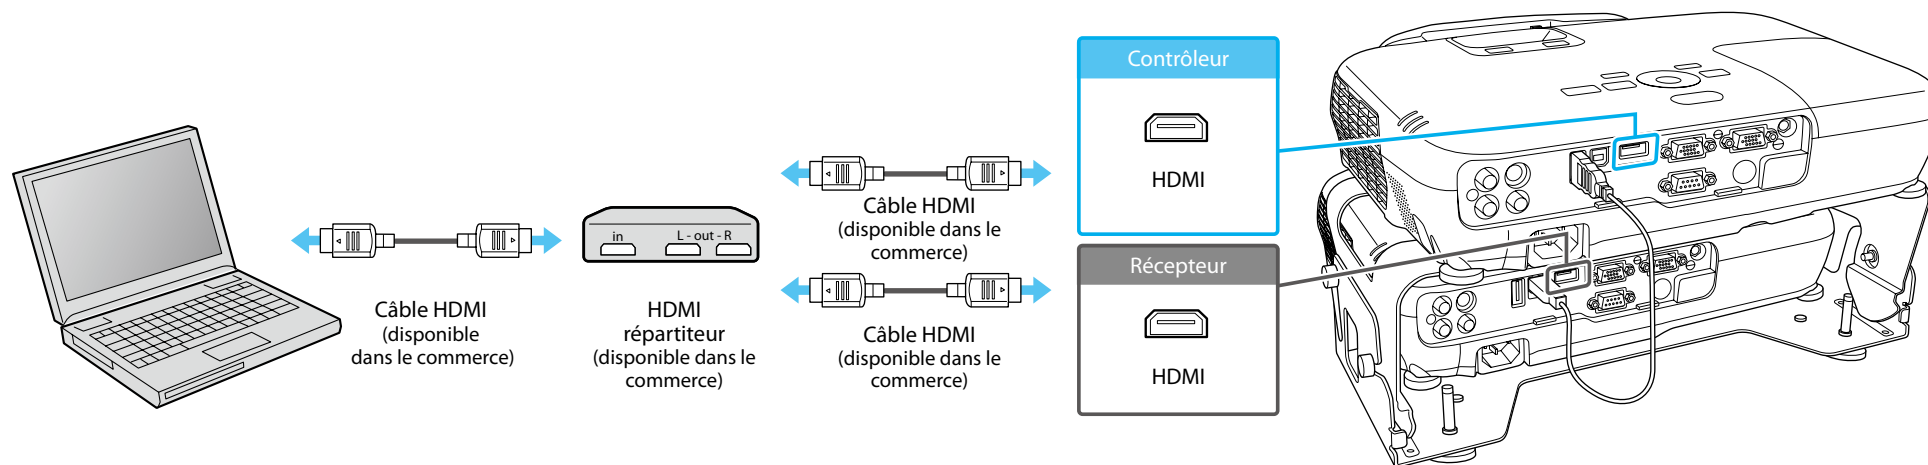 Câble HDMI
(disponible
dans le commerce)
in
L - out - R
HDMI
répartiteur
(disponible dans le
commerce)
Câble HDMI
(disponible dans le
commerce)
Câble HDMI
(disponible dans le
commerce)
Contrôleur
HDMI
Récepteur
HDMI